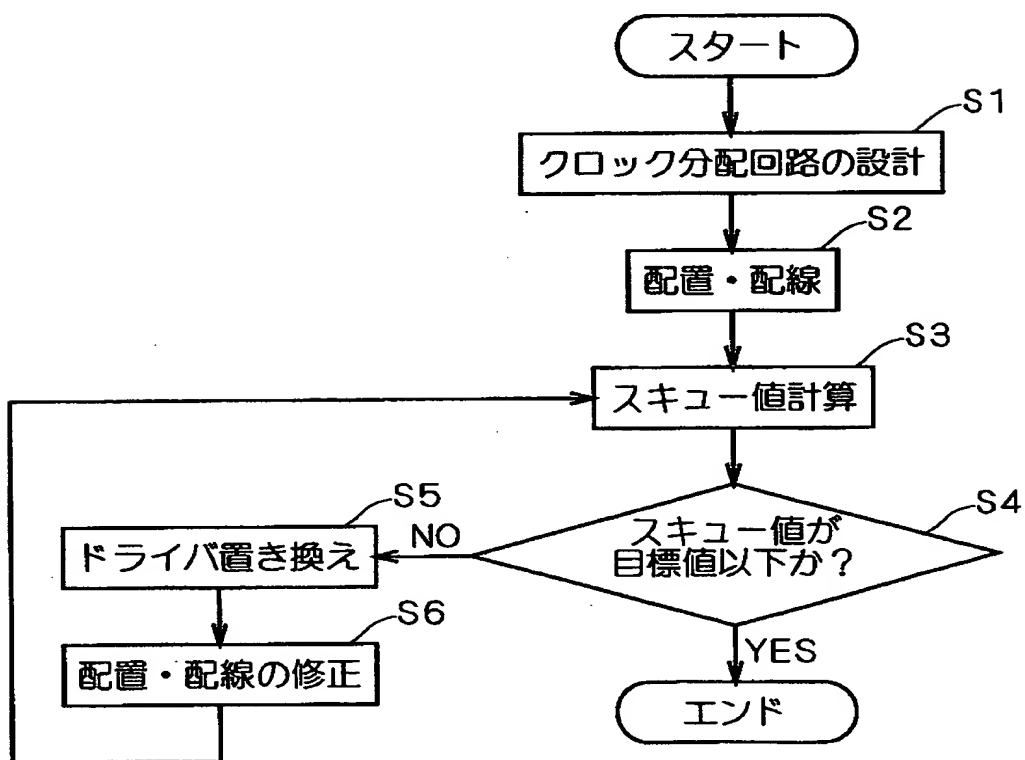 スタート
S1
クロック分配回路の設計
S2
配置・配線
S3
スキュー値計算
S4
スキュー値が
目標値以下か？
NO
S5
ドライバ置き換え
S6
配置・配線の修正
YES
エンド